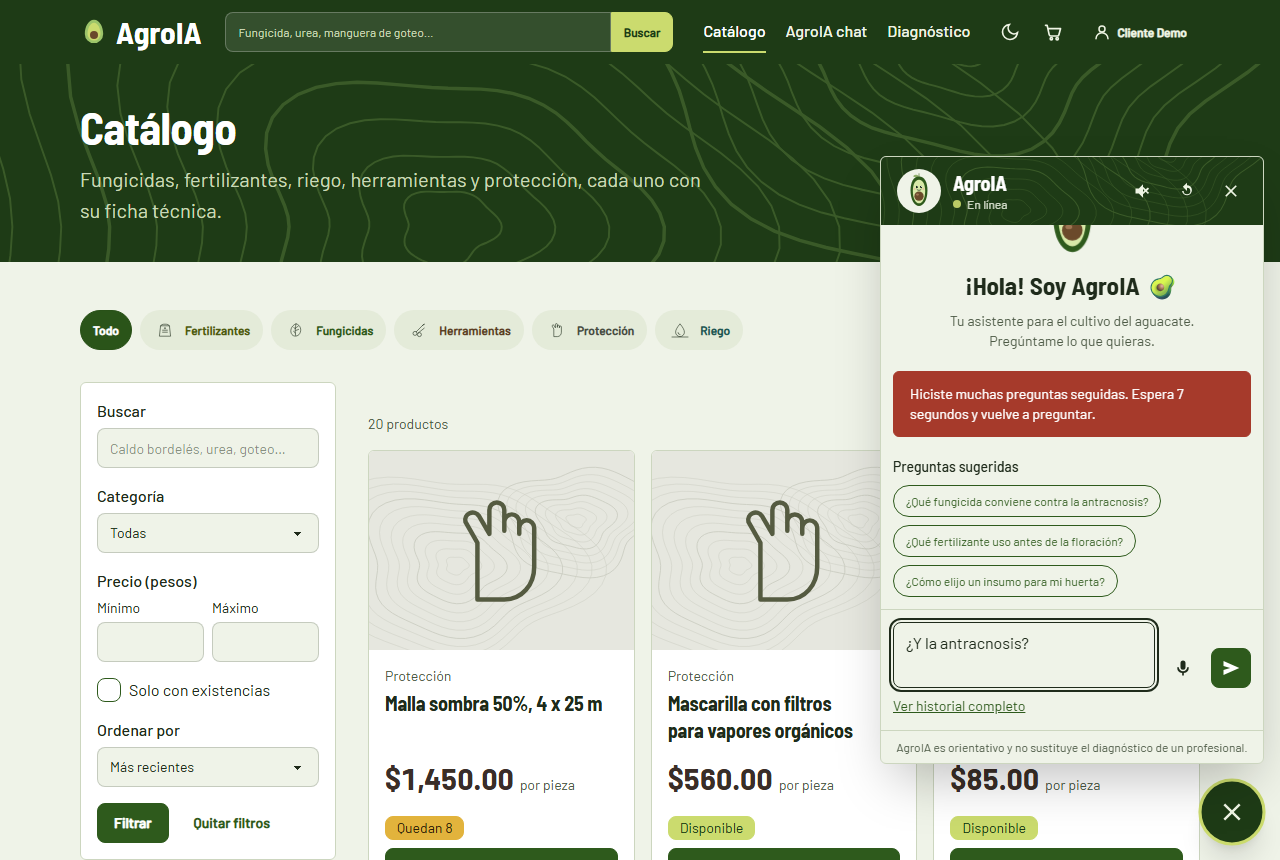 AgroIA
Fungicida, urea, manguera de goteo...
Buscar
Catálogo
AgroIA chat
Diagnóstico
Cliente Demo
Catálogo
Fungicidas, fertilizantes, riego, herramientas y protección, cada uno con
su ficha técnica.
Todo
Fertilizantes
Fungicidas
Herramientas
Protección
Riego
Buscar
Caldo bordelés, urea, goteo...
Categoría
Todas
Precio (pesos)
Mínimo
Máximo
Solo con existencias
Ordenar por
Más recientes
Filtrar
Quitar filtros
20 productos
Protección
Malla sombra 50%, 4 x 25 m
$1,450.00 por pieza
Quedan 8
Protección
Mascarilla con filtros
para vapores orgánicos
$560.00 por pieza
Disponible
$85.00 por pieza
Disponible
AgroIA
En línea
¡Hola! Soy AgroIA
Tu asistente para el cultivo del aguacate.
Pregúntame lo que quieras.
Hiciste muchas preguntas seguidas. Espera 7
segundos y vuelve a preguntar.
Preguntas sugeridas
¿Qué fungicida conviene contra la antracnosis?
¿Qué fertilizante uso antes de la floración?
¿Cómo elijo un insumo para mi huerta?
¿Y la antracnosis?
Ver historial completo
AgroIA es orientativo y no sustituye el diagnóstico de un profesional.